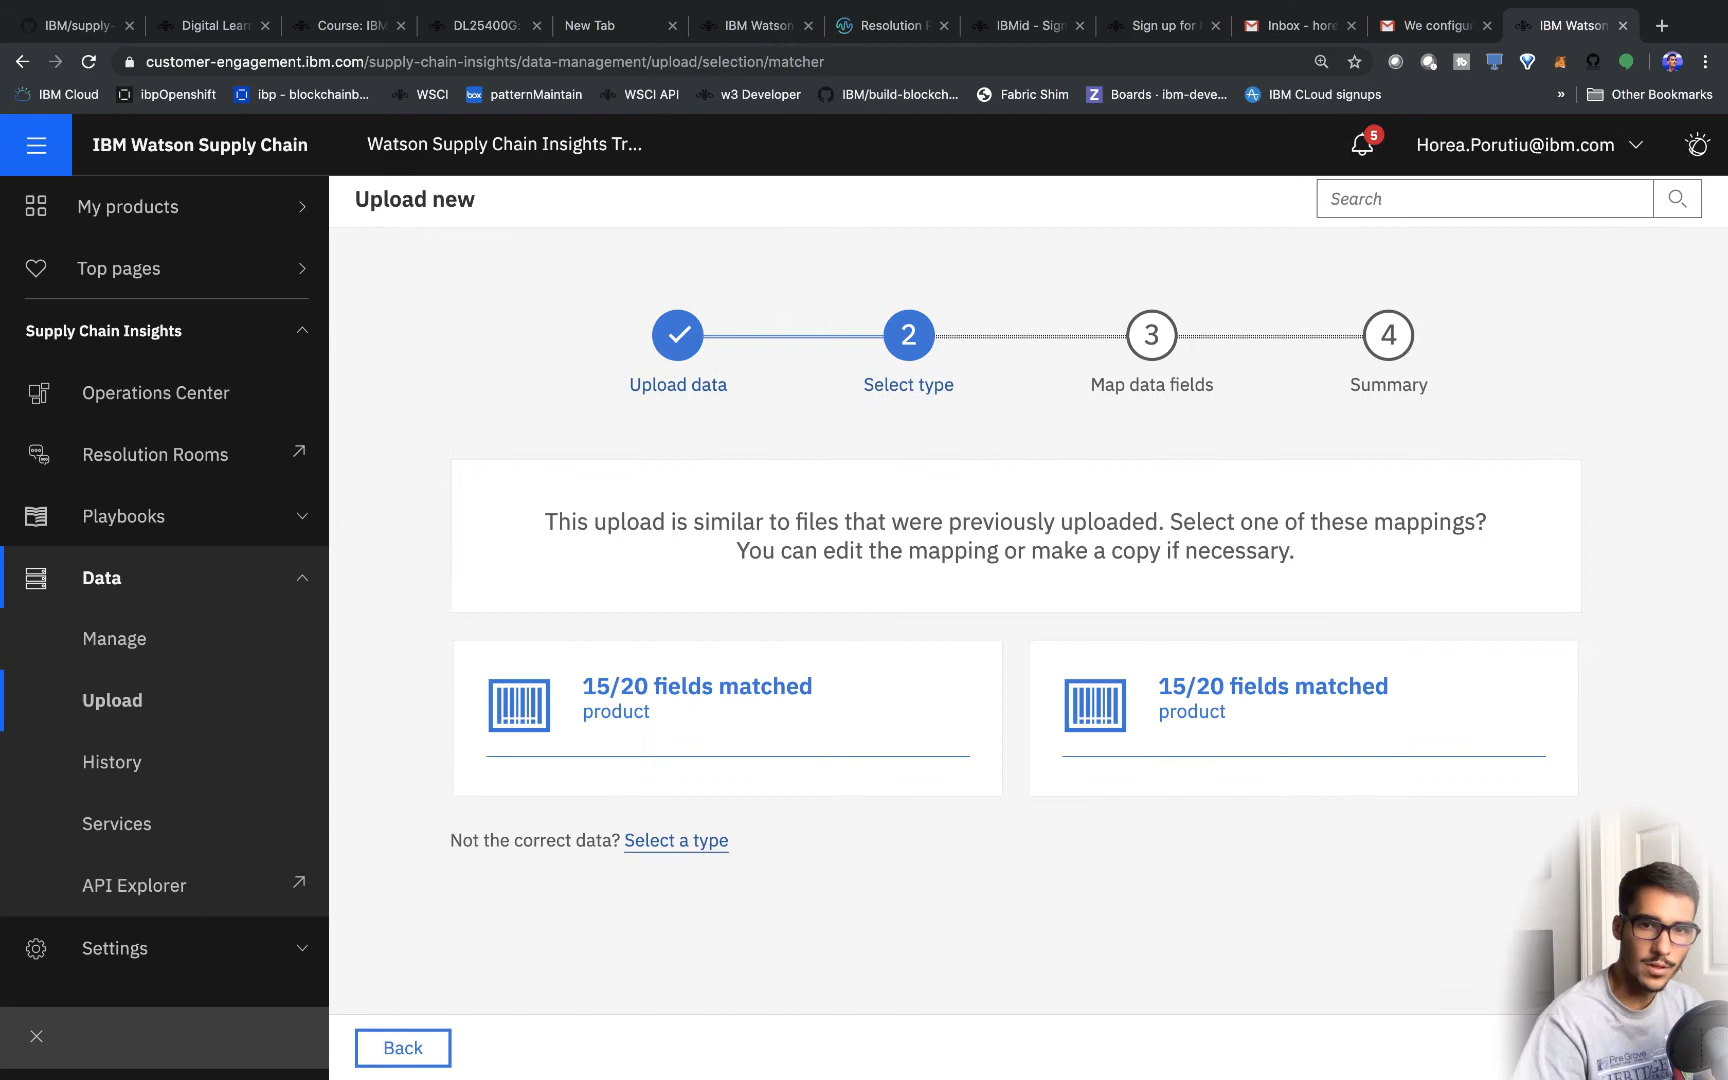 IBM/supply-
Digital Lear
Course: IBM
DL25400G:
New Tab
IBM Watson
Resolution R
IBMid - Sign
Sign up for
Inbox - hore
We configur
IBM Watson
customer-engagement.ibm.com/supply-chain-insights/data-management/upload/selection/matcher
IBM Cloud
ibpOpenshift
ibp - blockchainb...
WSCI
patternMaintain
WSCI API
w3 Developer
IBM/build-blockch...
Fabric Shim
Boards · ibm-deve...
IBM CLoud signups
»
Other Bookmarks
IBM Watson Supply Chain
Watson Supply Chain Insights Tr...
5
Horea.Porutiu@ibm.com
My products
Top pages
Supply Chain Insights
Operations Center
Resolution Rooms
Playbooks
Data
Manage
Upload
History
Services
API Explorer
Settings
Upload new
Search
2
3
4
Upload data
Select type
Map data fields
Summary
This upload is similar to files that were previously uploaded. Select one of these mappings?
You can edit the mapping or make a copy if necessary.
15/20 fields matched
product
15/20 fields matched
product
Not the correct data? Select a type
Back